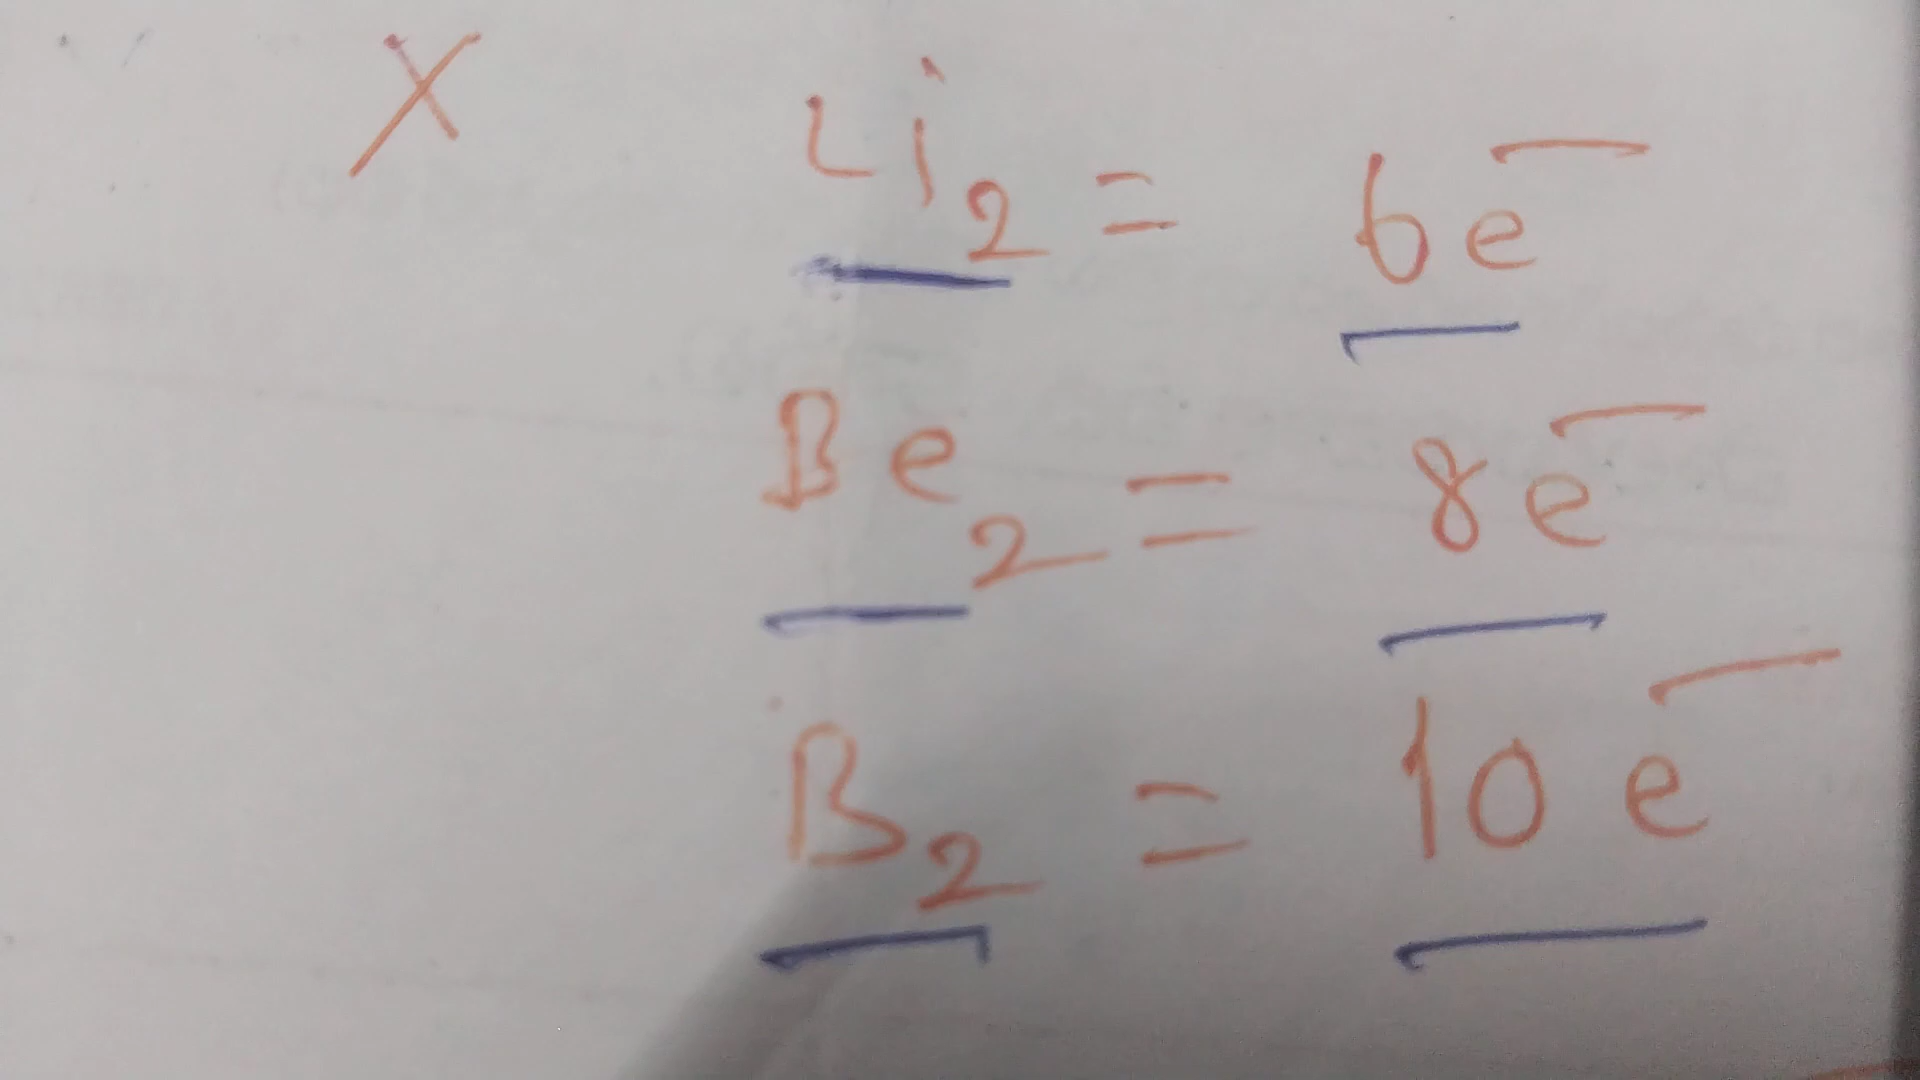 X Li₂ = 6e⁻
Be₂ = 8e⁻
B₂ = 10e⁻